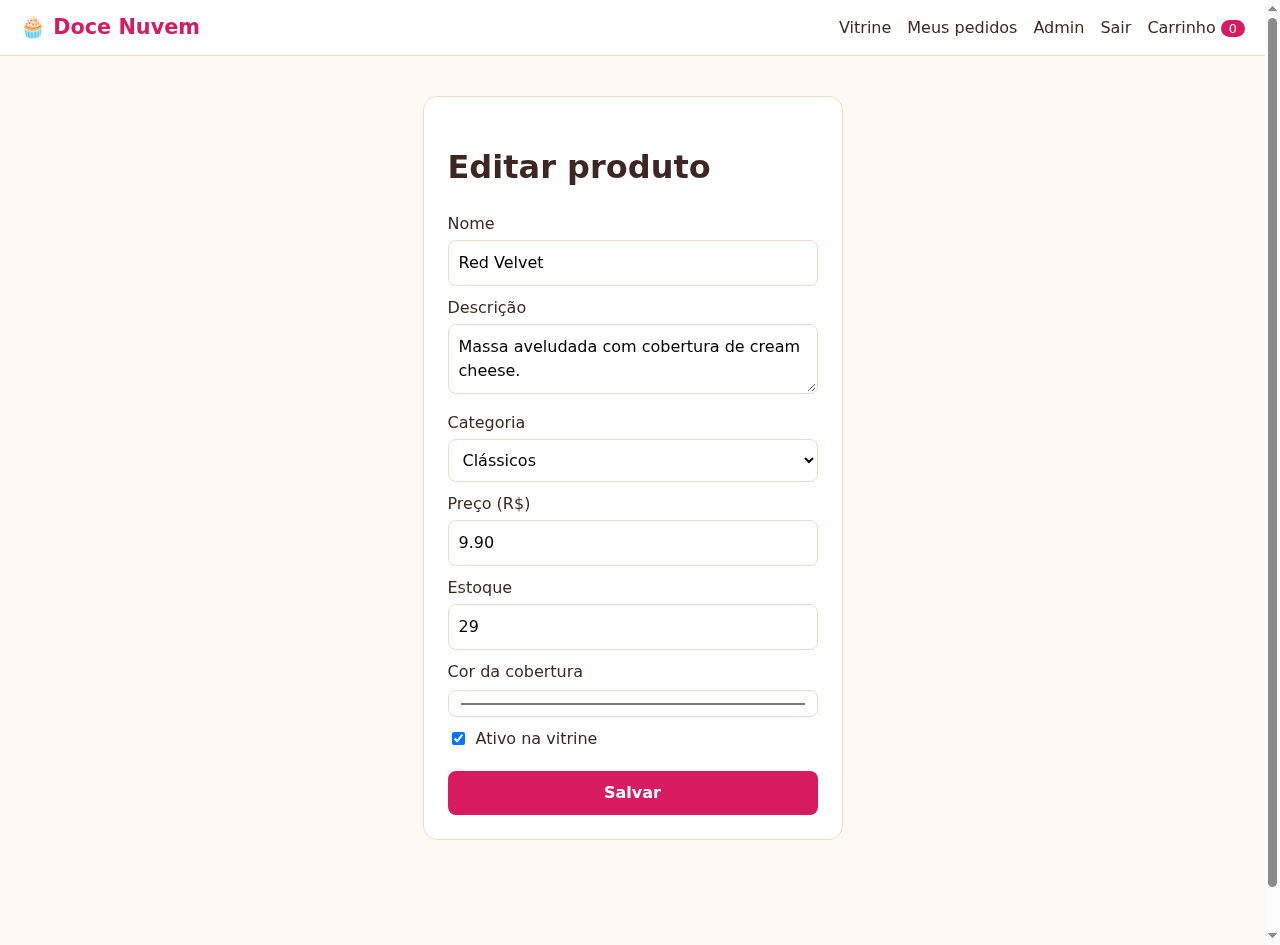 Doce Nuvem
Vitrine Meus pedidos Admin Sair Carrinho 0
Editar produto
Nome
Red Velvet
Descrição
Massa aveludada com cobertura de cream
cheese.
Categoria
Clássicos
Preço (R$)
9.90
Estoque
29
Cor da cobertura
Ativo na vitrine
Salvar